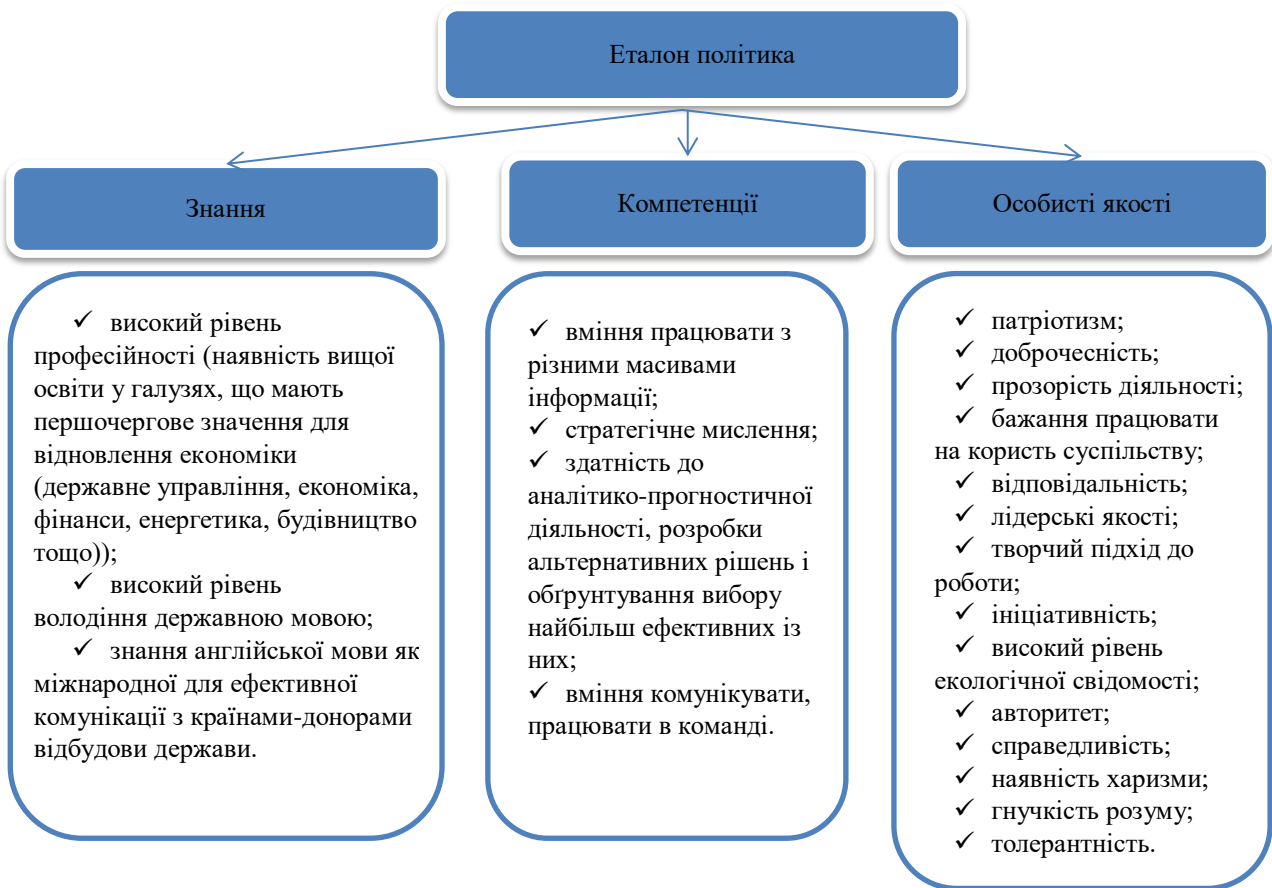 Еталон політика
Знання
Компетенції
Особисті якості
✓ високий рівень
професійності (наявність вищої
освіти у галузях, що мають
першочергове значення для
відновлення економіки
(державне управління, економіка,
фінанси, енергетика, будівництво
тощо));
✓ високий рівень
володіння державною мовою;
✓ знання англійської мови як
міжнародної для ефективної
комунікації з країнами-донорами
відбудови держави.
✓ вміння працювати з
різними масивами
інформації;
✓ стратегічне мислення;
✓ здатність до
аналітико-прогностичної
діяльності, розробки
альтернативних рішень і
обґрунтування вибору
найбільш ефективних із
них;
✓ вміння комунікувати,
працювати в команді.
✓ патріотизм;
✓ доброчесність;
✓ прозорість діяльності;
✓ бажання працювати
на користь суспільству;
✓ відповідальність;
✓ лідерські якості;
✓ творчий підхід до
роботи;
✓ ініціативність;
✓ високий рівень
екологічної свідомості;
✓ авторитет;
✓ справедливість;
✓ наявність харизми;
✓ гнучкість розуму;
✓ толерантність.